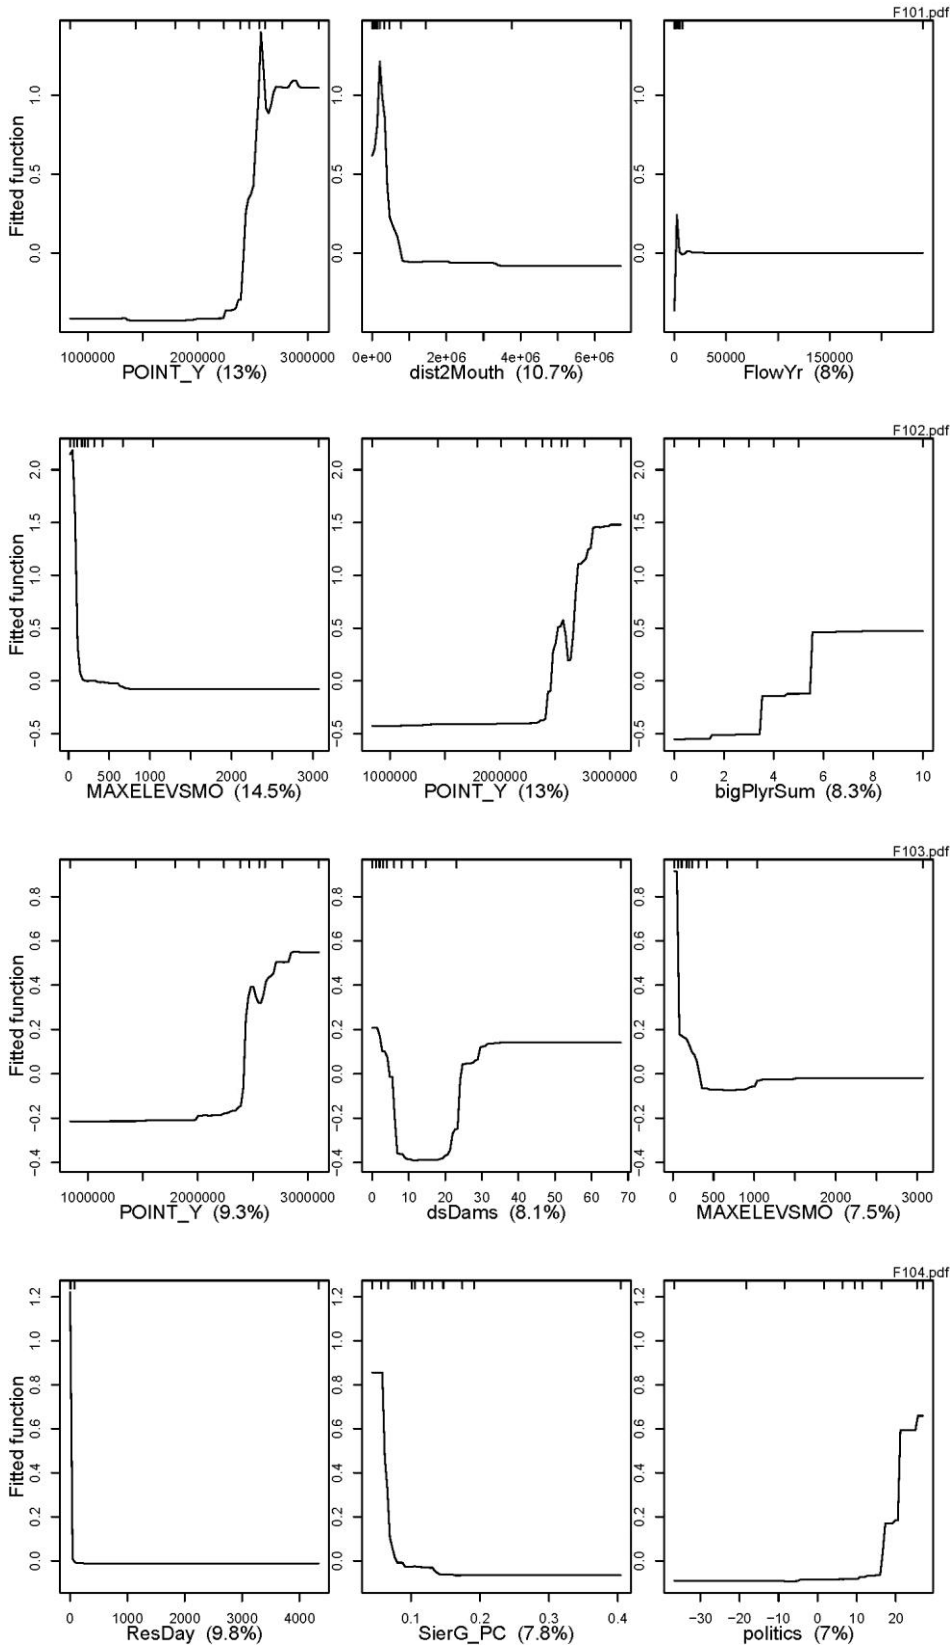 F101.pdf
Fitted function
0.0 0.5 1.0
1000000 2000000 3000000
POINT_Y (13%)
0.0 0.5 1.0
0e+00 2e+06 4e+06 6e+06
dist2Mouth (10.7%)
0.0 0.5 1.0
0 50000 150000
FlowYr (8%)
F102.pdf
Fitted function
−0.5 0.0 0.5 1.0 1.5 2.0
0 500 1000 2000 3000
MAXELEVSMO (14.5%)
−0.5 0.0 0.5 1.0 1.5 2.0
1000000 2000000 3000000
POINT_Y (13%)
−0.5 0.0 0.5 1.0 1.5 2.0
0 2 4 6 8 10
bigPlyrSum (8.3%)
F103.pdf
Fitted function
−0.4 −0.2 0.0 0.2 0.4 0.6 0.8
1000000 2000000 3000000
POINT_Y (9.3%)
−0.4 −0.2 0.0 0.2 0.4 0.6 0.8
0 10 20 30 40 50 60 70
dsDams (8.1%)
−0.4 −0.2 0.0 0.2 0.4 0.6 0.8
0 500 1000 2000 3000
MAXELEVSMO (7.5%)
F104.pdf
Fitted function
0.0 0.2 0.4 0.6 0.8 1.0 1.2
0 1000 2000 3000 4000
ResDay (9.8%)
0.0 0.2 0.4 0.6 0.8 1.0 1.2
0.1 0.2 0.3 0.4
SierG_PC (7.8%)
0.0 0.2 0.4 0.6 0.8 1.0 1.2
−30 −20 −10 0 10 20
politics (7%)